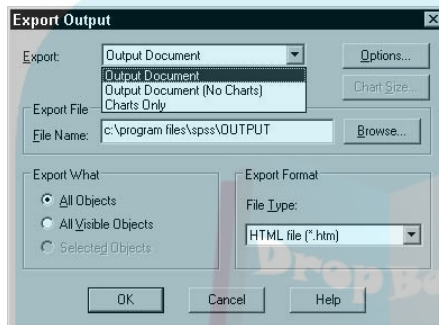 Export Output
Export: Output Document Options...
Output Document
Output Document (No Charts)
Charts Only
Chart Size...
Export File
File Name: c:\program files\spss\OUTPUT Browse...
Export What
All Objects
All Visible Objects
Selected Objects
Export Format
File Type:
HTML file (*.htm)
OK Cancel Help